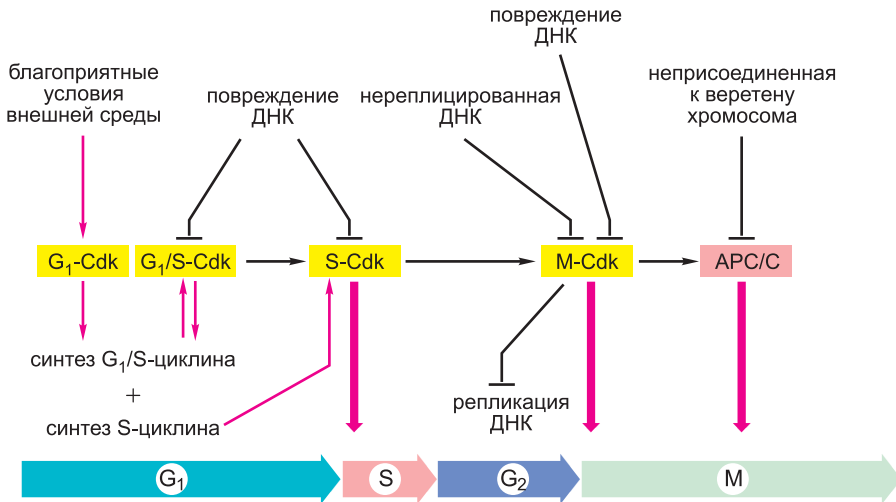 благоприятные
условия
внешней среды
повреждение
ДНК
нереплицированная
ДНК
повреждение
ДНК
неприсоединенная
к веретену
хромосома
G₁-Cdk
G₁/S-Cdk
S-Cdk
M-Cdk
APC/C
синтез G₁/S-циклина
+
синтез S-циклина
репликация
ДНК
G₁
S
G₂
M